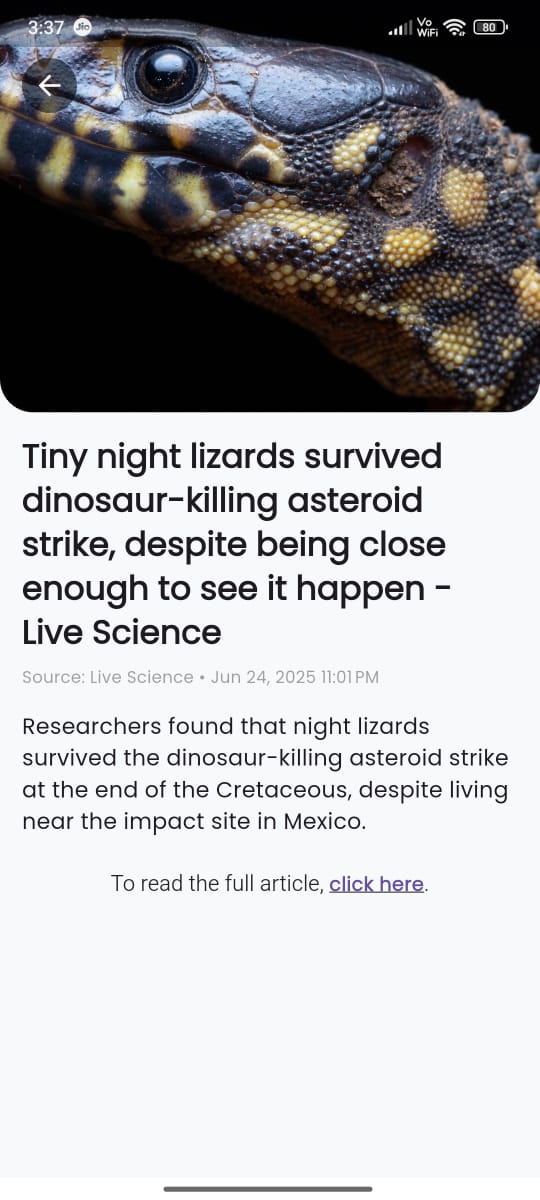 3:37 Jio Vo WiFi 80
Tiny night lizards survived
dinosaur-killing asteroid
strike, despite being close
enough to see it happen -
Live Science
Source: Live Science • Jun 24, 2025 11:01 PM
Researchers found that night lizards
survived the dinosaur-killing asteroid strike
at the end of the Cretaceous, despite living
near the impact site in Mexico.
To read the full article, click here.